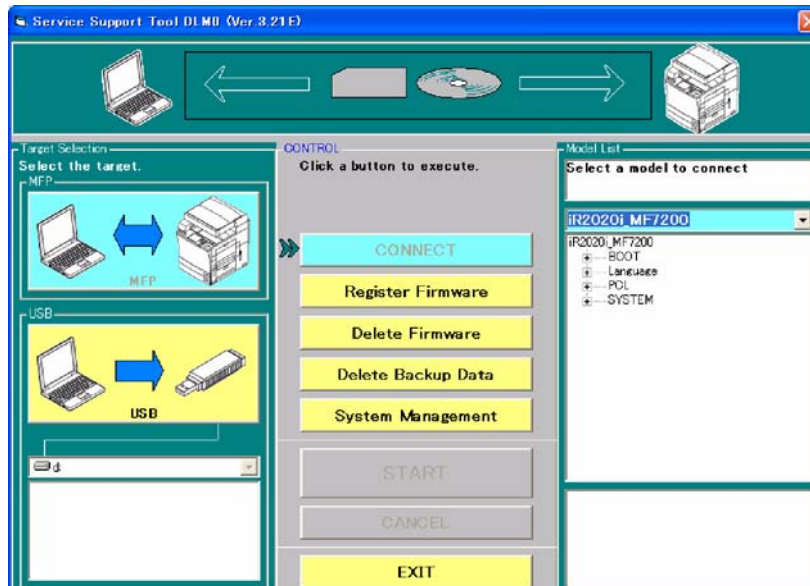 Service Support Tool DLM0 (Ver.3.21E)
Target Selection
Select the target.
MFP
MFP
USB
USB
d:
CONTROL
Click a button to execute.
CONNECT
Register Firmware
Delete Firmware
Delete Backup Data
System Management
START
CANCEL
EXIT
Model List
Select a model to connect
iR2020i_MF7200
iR2020i_MF7200
BOOT
Language
PCL
SYSTEM